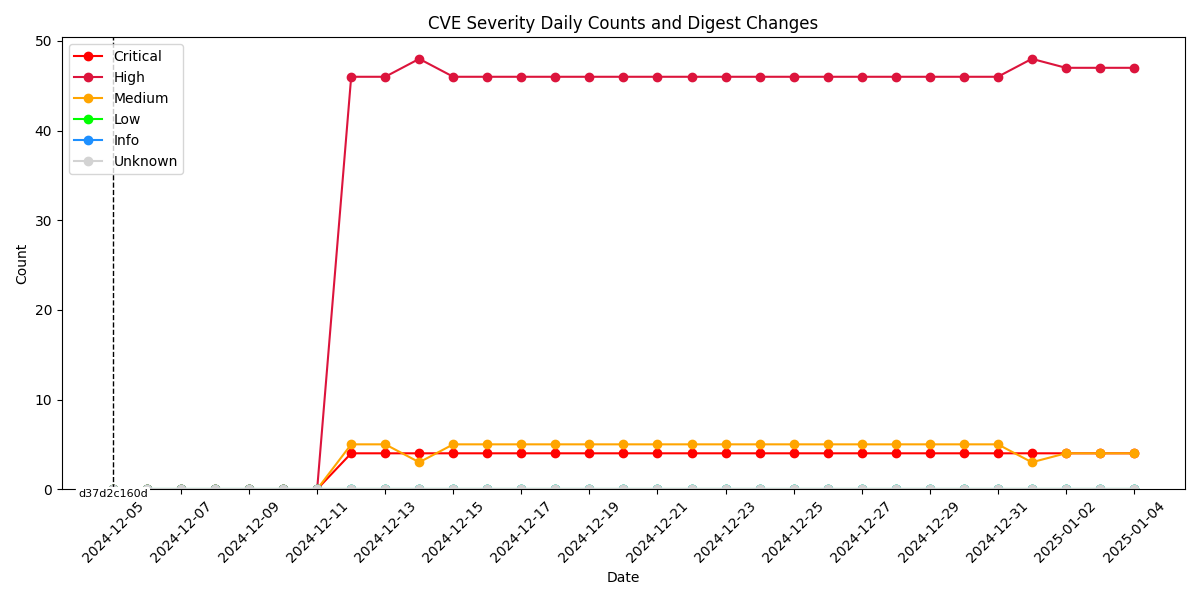 CVE Severity Daily Counts and Digest Changes
50
40
30
20
10
0
Count
Critical
High
Medium
Low
Info
Unknown
d37d2c160d
2024-12-05
2024-12-07
2024-12-09
2024-12-11
2024-12-13
2024-12-15
2024-12-17
2024-12-19
2024-12-21
2024-12-23
2024-12-25
2024-12-27
2024-12-29
2024-12-31
2025-01-02
2025-01-04
Date